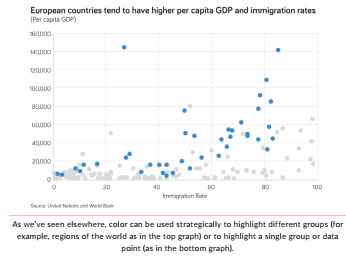 European countries tend to have higher per capita GDP and immigration rates
(Per capita GDP)
160,000
140,000
120,000
100,000
80,000
60,000
40,000
20,000
0
0 20 40 60 80 100
Immigration Rate
Source: United Nations and World Bank
As we've seen elsewhere, color can be used strategically to highlight different groups (for
example, regions of the world as in the top graph) or to highlight a single group or data
point (as in the bottom graph).